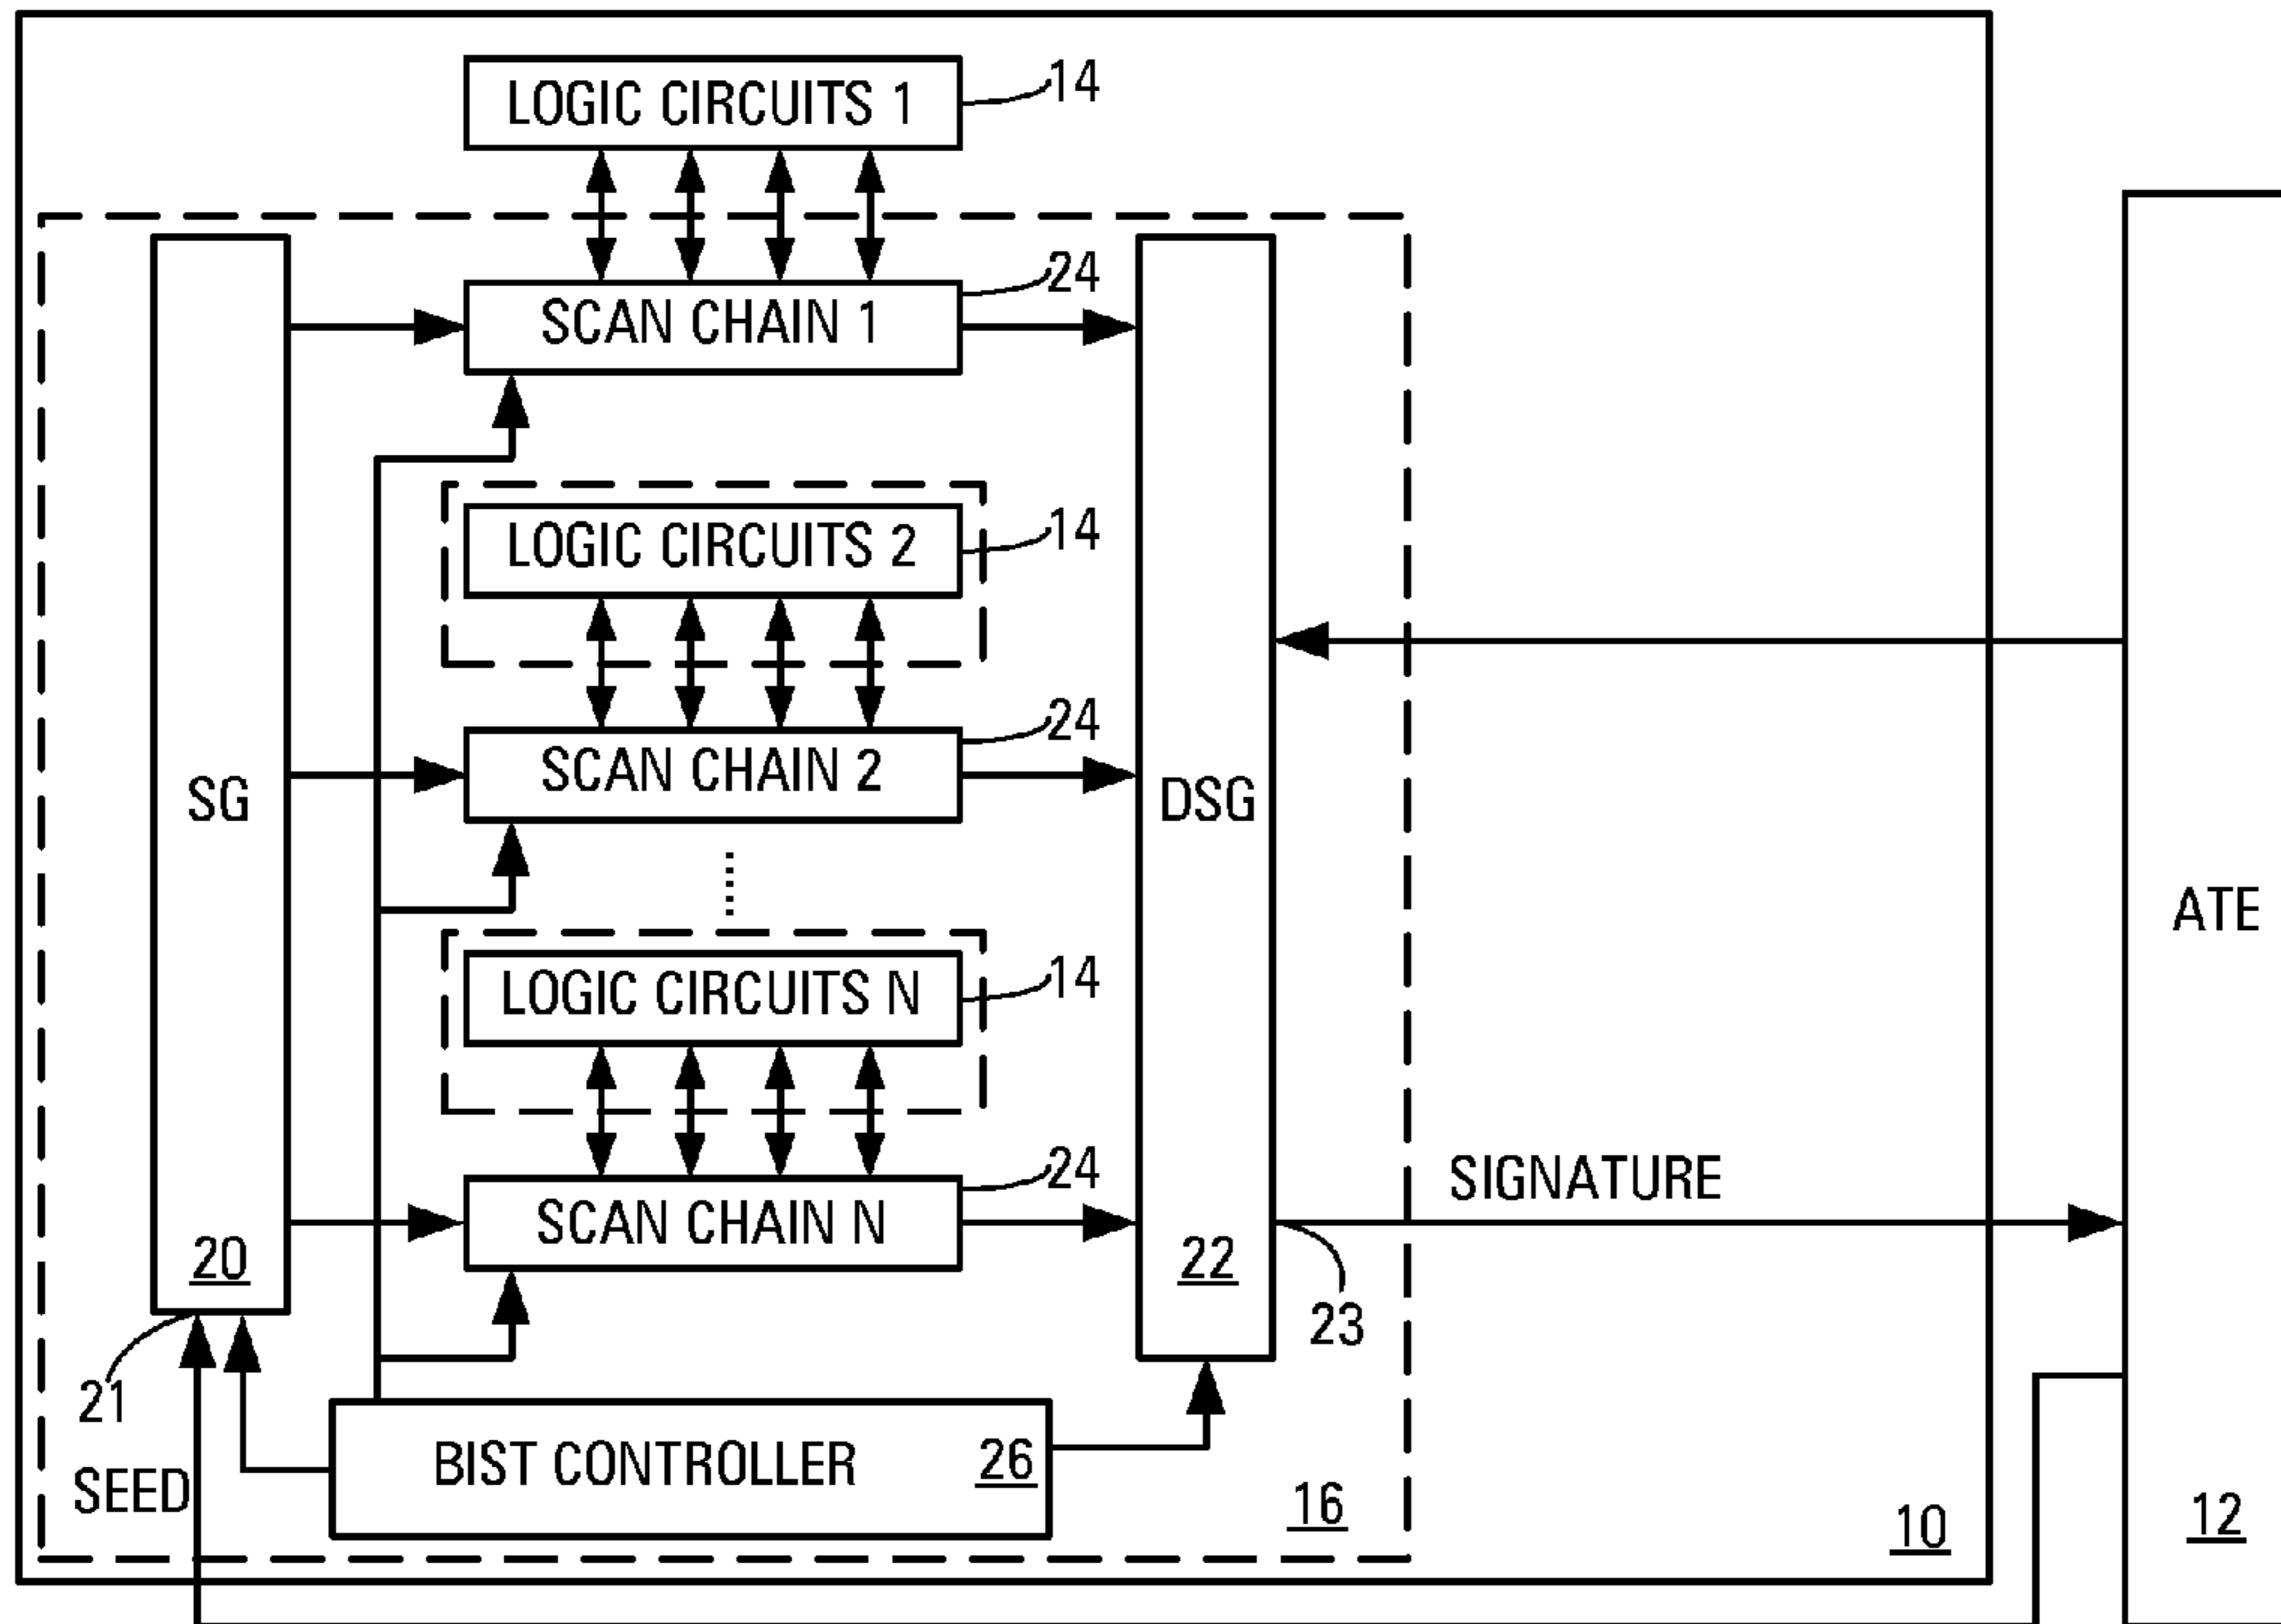 LOGIC CIRCUITS 1
14
24
SCAN CHAIN 1
LOGIC CIRCUITS 2
14
24
SCAN CHAIN 2
SG
DSG
ATE
LOGIC CIRCUITS N
14
24
SCAN CHAIN N
SIGNATURE
20
22
23
21
SEED
BIST CONTROLLER
26
16
10
12